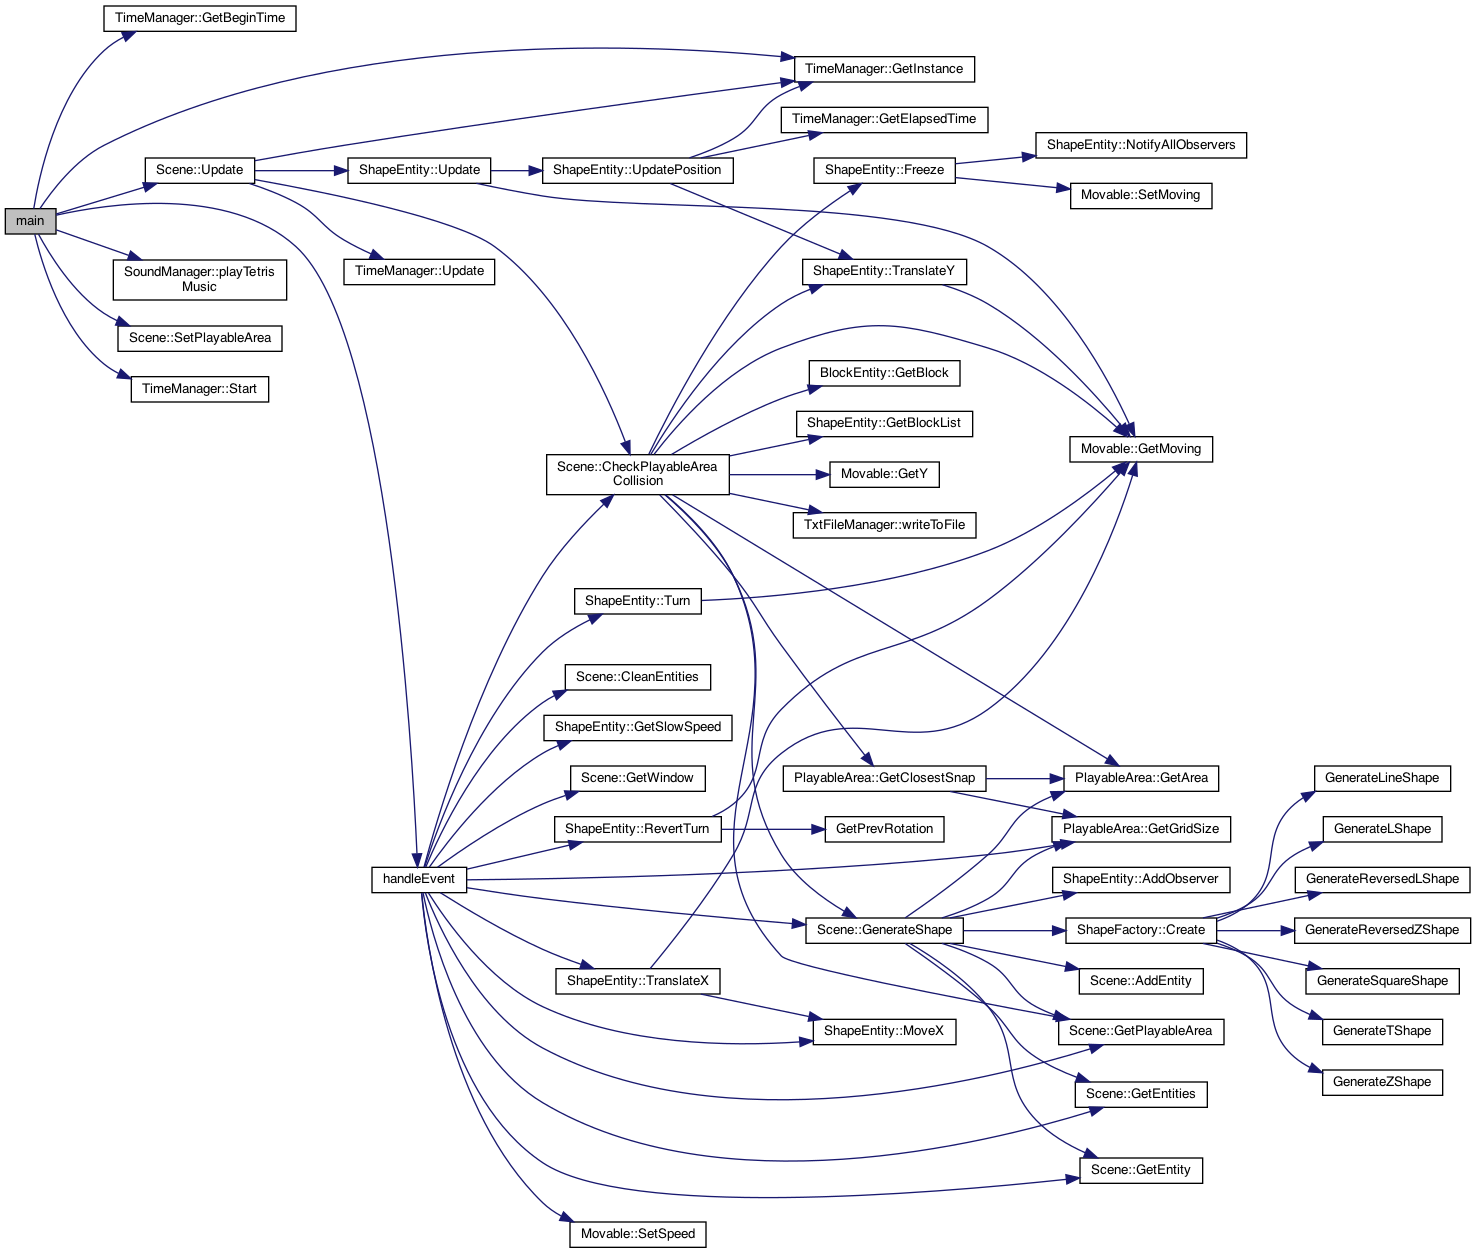 TimeManager::GetBeginTime
TimeManager::GetInstance
TimeManager::GetElapsedTime
ShapeEntity::NotifyAllObservers
Scene::Update
ShapeEntity::Update
ShapeEntity::UpdatePosition
ShapeEntity::Freeze
Movable::SetMoving
main
SoundManager::playTetris
Music
TimeManager::Update
ShapeEntity::TranslateY
Scene::SetPlayableArea
BlockEntity::GetBlock
TimeManager::Start
ShapeEntity::GetBlockList
Movable::GetMoving
Scene::CheckPlayableArea
Collision
Movable::GetY
TxtFileManager::writeToFile
ShapeEntity::Turn
Scene::CleanEntities
ShapeEntity::GetSlowSpeed
Scene::GetWindow
PlayableArea::GetClosestSnap
PlayableArea::GetArea
GenerateLineShape
ShapeEntity::RevertTurn
GetPrevRotation
PlayableArea::GetGridSize
GenerateLShape
handleEvent
ShapeEntity::AddObserver
GenerateReversedLShape
Scene::GenerateShape
ShapeFactory::Create
GenerateReversedZShape
ShapeEntity::TranslateX
Scene::AddEntity
GenerateSquareShape
ShapeEntity::MoveX
Scene::GetPlayableArea
GenerateTShape
Scene::GetEntities
GenerateZShape
Scene::GetEntity
Movable::SetSpeed